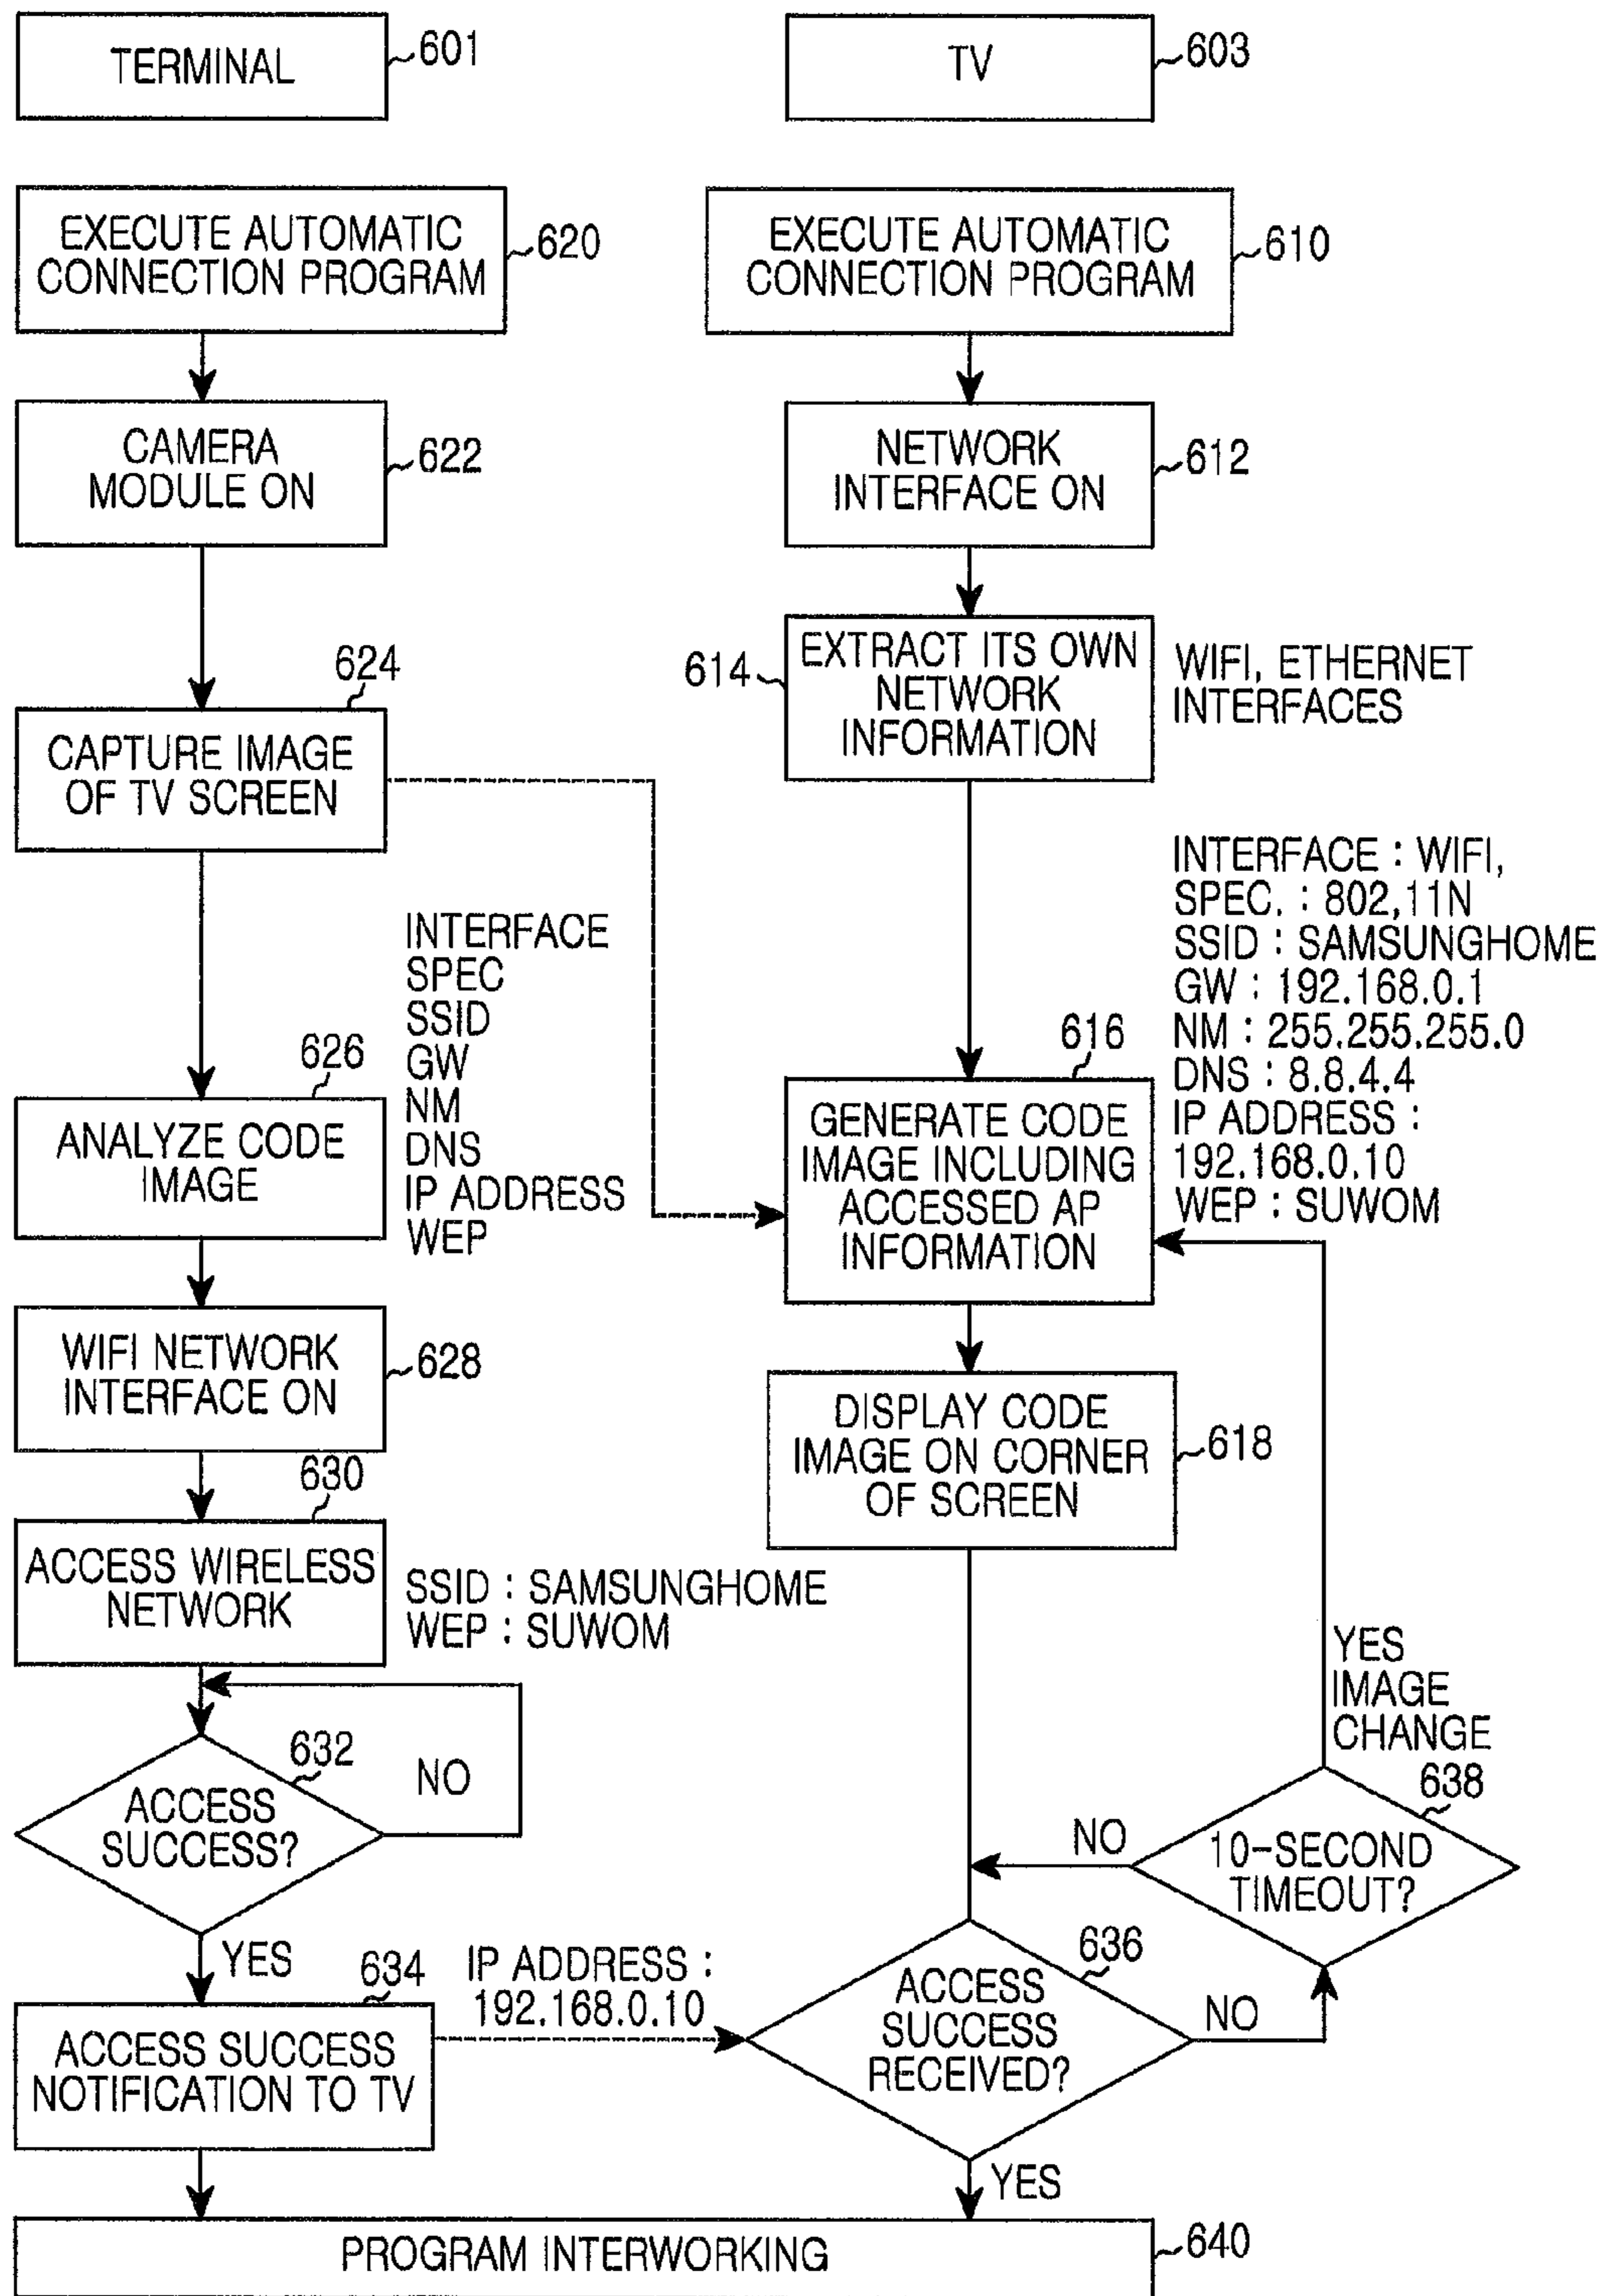 TERMINAL
601
TV
603
EXECUTE AUTOMATIC
CONNECTION PROGRAM
620
EXECUTE AUTOMATIC
CONNECTION PROGRAM
610
CAMERA
MODULE ON
622
NETWORK
INTERFACE ON
612
624
CAPTURE IMAGE
OF TV SCREEN
614
EXTRACT ITS OWN
NETWORK
INFORMATION
WIFI, ETHERNET
INTERFACES
INTERFACE : WIFI,
SPEC. : 802,11N
SSID : SAMSUNGHOME
GW : 192.168.0.1
NM : 255.255.255.0
DNS : 8.8.4.4
IP ADDRESS :
192.168.0.10
WEP : SUWOM
INTERFACE
SPEC
SSID
GW
NM
DNS
IP ADDRESS
WEP
626
ANALYZE CODE
IMAGE
616
GENERATE CODE
IMAGE INCLUDING
ACCESSED AP
INFORMATION
WIFI NETWORK
INTERFACE ON
628
DISPLAY CODE
IMAGE ON CORNER
OF SCREEN
618
630
ACCESS WIRELESS
NETWORK
SSID : SAMSUNGHOME
WEP : SUWOM
YES
IMAGE
CHANGE
632
ACCESS
SUCCESS?
NO
638
10-SECOND
TIMEOUT?
NO
YES
634
ACCESS SUCCESS
NOTIFICATION TO TV
IP ADDRESS :
192.168.0.10
636
ACCESS
SUCCESS
RECEIVED?
NO
YES
PROGRAM INTERWORKING
640